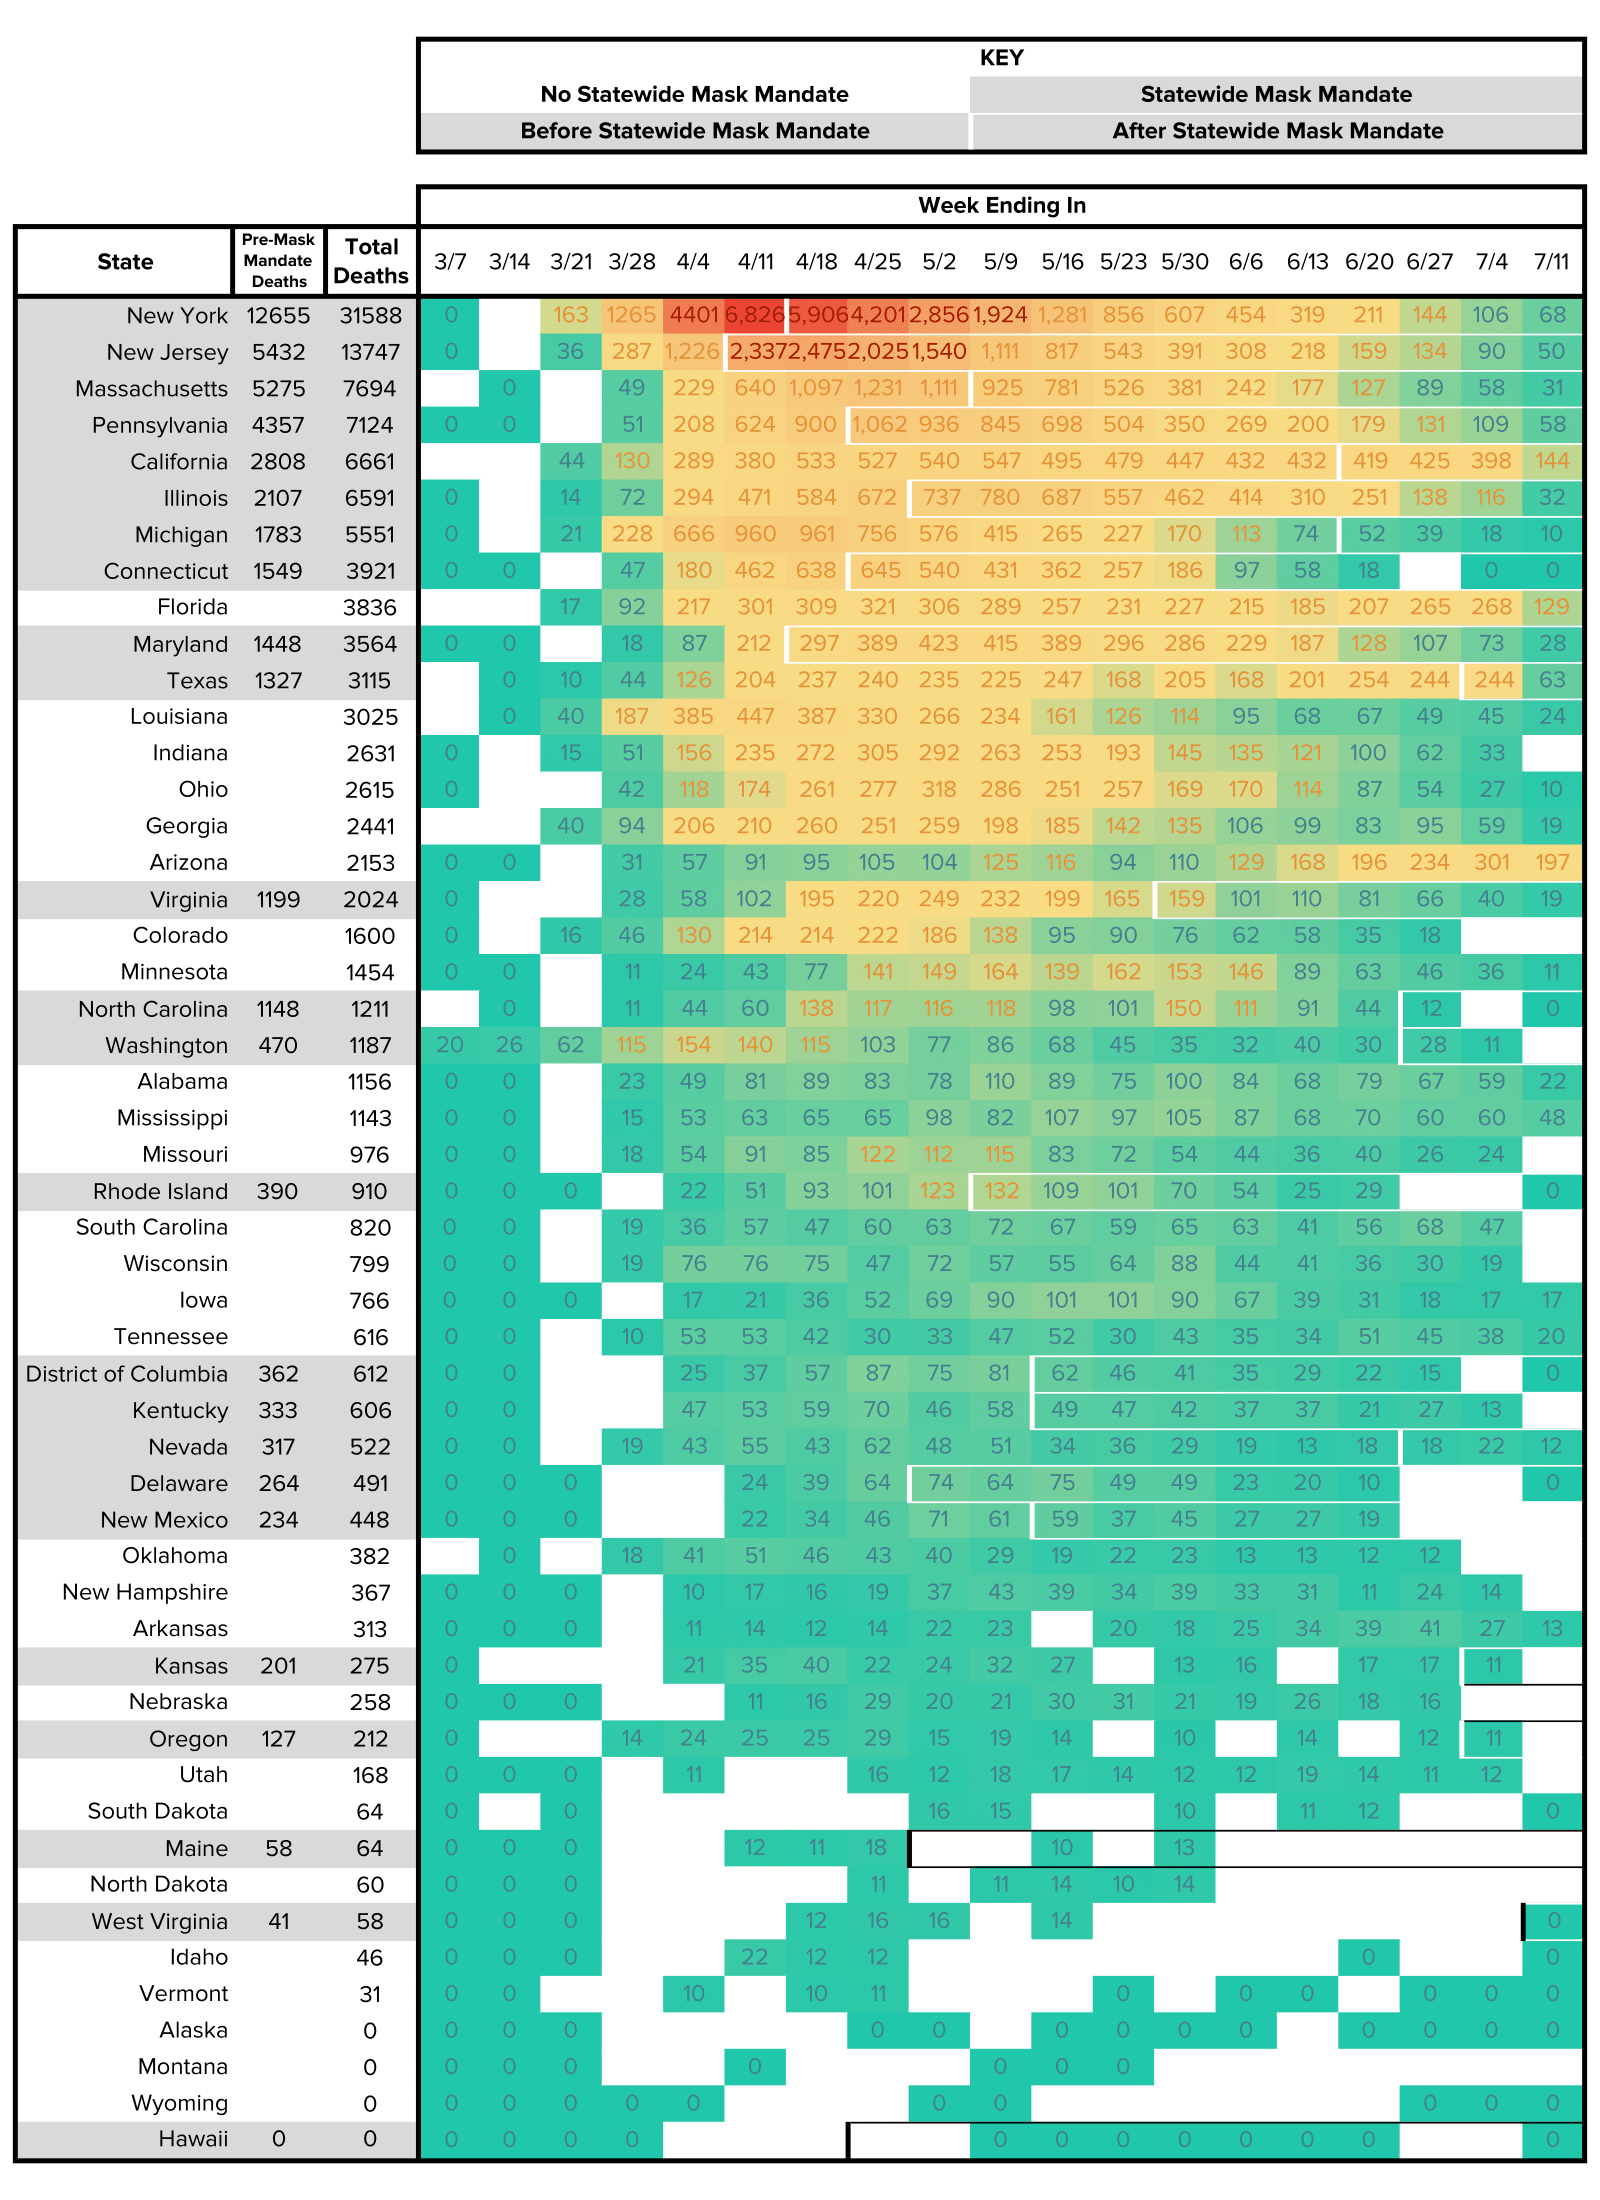 KEY
No Statewide Mask Mandate Statewide Mask Mandate
Before Statewide Mask Mandate After Statewide Mask Mandate
Week Ending In
State Pre-Mask Mandate Deaths Total Deaths 3/7 3/14 3/21 3/28 4/4 4/11 4/18 4/25 5/2 5/9 5/16 5/23 5/30 6/6 6/13 6/20 6/27 7/4 7/11
New York 12655 31588 0 163 1265 4401 6,826 5,906 4,201 2,856 1,924 1,281 856 607 454 319 211 144 106 68
New Jersey 5432 13747 0 36 287 1,226 2,337 2,475 2,025 1,540 1,111 817 543 391 308 218 159 134 90 50
Massachusetts 5275 7694 0 49 229 640 1,097 1,231 1,111 925 781 526 381 242 177 127 89 58 31
Pennsylvania 4357 7124 0 0 51 208 624 900 1,062 936 845 698 504 350 269 200 179 131 109 58
California 2808 6661 44 130 289 380 533 527 540 547 495 479 447 432 432 419 425 398 144
Illinois 2107 6591 0 14 72 294 471 584 672 737 780 687 557 462 414 310 251 138 116 32
Michigan 1783 5551 0 21 228 666 960 961 756 576 415 265 227 170 113 74 52 39 18 10
Connecticut 1549 3921 0 0 47 180 462 638 645 540 431 362 257 186 97 58 18 0 0
Florida 3836 17 92 217 301 309 321 306 289 257 231 227 215 185 207 265 268 129
Maryland 1448 3564 0 0 18 87 212 297 389 423 415 389 296 286 229 187 128 107 73 28
Texas 1327 3115 0 10 44 126 204 237 240 235 225 247 168 205 168 201 254 244 244 63
Louisiana 3025 0 40 187 385 447 387 330 266 234 161 126 114 95 68 67 49 45 24
Indiana 2631 0 15 51 156 235 272 305 292 263 253 193 145 135 121 100 62 33
Ohio 2615 0 42 118 174 261 277 318 286 251 257 169 170 114 87 54 27 10
Georgia 2441 40 94 206 210 260 251 259 198 185 142 135 106 99 83 95 59 19
Arizona 2153 0 0 31 57 91 95 105 104 125 116 94 110 129 168 196 234 301 197
Virginia 1199 2024 0 28 58 102 195 220 249 232 199 165 159 101 110 81 66 40 19
Colorado 1600 0 16 46 130 214 214 222 186 138 95 90 76 62 58 35 18
Minnesota 1454 0 0 11 24 43 77 141 149 164 139 162 153 146 89 63 46 36 11
North Carolina 1148 1211 0 11 44 60 138 117 116 118 98 101 150 111 91 44 12 0
Washington 470 1187 20 26 62 115 154 140 115 103 77 86 68 45 35 32 40 30 28 11
Alabama 1156 0 0 23 49 81 89 83 78 110 89 75 100 84 68 79 67 59 22
Mississippi 1143 0 0 15 53 63 65 65 98 82 107 97 105 87 68 70 60 60 48
Missouri 976 0 0 18 54 91 85 122 112 115 83 72 54 44 36 40 26 24
Rhode Island 390 910 0 0 0 22 51 93 101 123 132 109 101 70 54 25 29 0
South Carolina 820 0 0 19 36 57 47 60 63 72 67 59 65 63 41 56 68 47
Wisconsin 799 0 0 19 76 76 75 47 72 57 55 64 88 44 41 36 30 19
Iowa 766 0 0 0 17 21 36 52 69 90 101 101 90 67 39 31 18 17 17
Tennessee 616 0 0 10 53 53 42 30 33 47 52 30 43 35 34 51 45 38 20
District of Columbia 362 612 0 0 25 37 57 87 75 81 62 46 41 35 29 22 15 0
Kentucky 333 606 0 0 47 53 59 70 46 58 49 47 42 37 37 21 27 13
Nevada 317 522 0 0 19 43 55 43 62 48 51 34 36 29 19 13 18 18 22 12
Delaware 264 491 0 0 0 24 39 64 74 64 75 49 49 23 20 10 0
New Mexico 234 448 0 0 0 22 34 46 71 61 59 37 45 27 27 19
Oklahoma 382 0 18 41 51 46 43 40 29 19 22 23 13 13 12 12
New Hampshire 367 0 0 0 10 17 16 19 37 43 39 34 39 33 31 11 24 14
Arkansas 313 0 0 0 11 14 12 14 22 23 20 18 25 34 39 41 27 13
Kansas 201 275 0 21 35 40 22 24 32 27 13 16 17 17 11
Nebraska 258 0 0 0 11 16 29 20 21 30 31 21 19 26 18 16
Oregon 127 212 0 14 24 25 25 29 15 19 14 10 14 12 11
Utah 168 0 0 0 11 16 12 18 17 14 12 12 19 14 11 12
South Dakota 64 0 0 16 15 10 11 12 0
Maine 58 64 0 0 0 12 11 18 10 13
North Dakota 60 0 0 0 11 11 14 10 14
West Virginia 41 58 0 0 0 12 16 16 14 0
Idaho 46 0 0 0 22 12 12 0 0
Vermont 31 0 0 10 10 11 0 0 0 0 0 0
Alaska 0 0 0 0 0 0 0 0 0 0 0 0 0 0
Montana 0 0 0 0 0 0 0 0
Wyoming 0 0 0 0 0 0 0 0 0 0 0
Hawaii 0 0 0 0 0 0 0 0 0 0 0 0 0 0 0